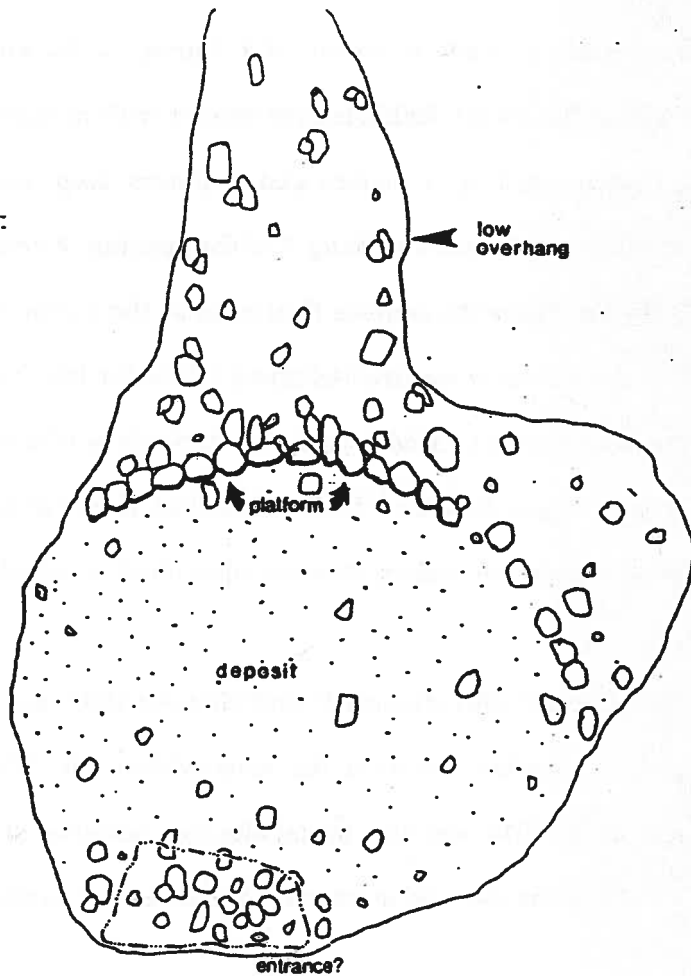 low
overhang
platform
deposit
entrance?